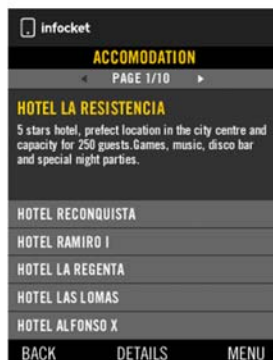 infocket
ACCOMODATION
PAGE 1/10
HOTEL LA RESISTENCIA
5 stars hotel, prefect location in the city centre and
capacity for 250 guests.Games, music, disco bar
and special night parties.
HOTEL RECONQUISTA
HOTEL RAMIRO I
HOTEL LA REGENTA
HOTEL LAS LOMAS
HOTEL ALFONSO X
BACK DETAILS MENU